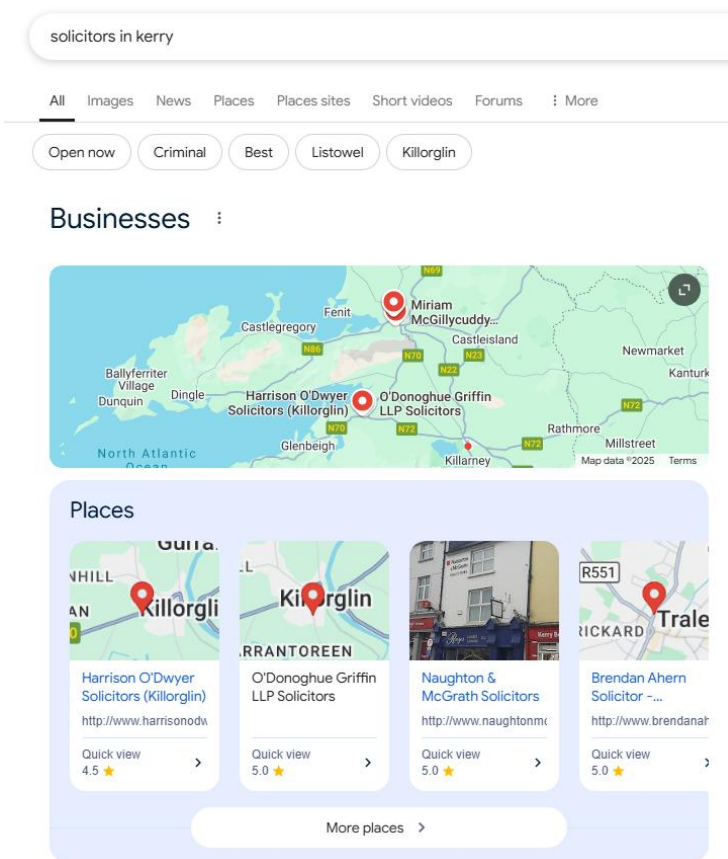 solicitors in kerry
All Images News Places Places sites Short videos Forums More
Open now Criminal Best Listowel Killorglin
Businesses
N69
Fenit
Miriam
McGillycuddy...
Castlegregory
Castleisland
N86
N70
N23
Newmarket
N22
Ballyferriter
Village
Kanturk
Dunquin
Dingle
Harrison O'Dwyer
Solicitors (Killorglin)
O'Donoghue Griffin
LLP Solicitors
N72
N70
N72
Rathmore
Glenbeigh
N72
Millstreet
North Atlantic
Ocean
Killarney
Map data ©2025 Terms
Places
NHILL
AN
Killorgli
Killorglin
RRANTOREEN
R551
Trale
RICKARD
Harrison O'Dwyer
Solicitors (Killorglin)
http://www.harrisonodw
Quick view
4.5
O'Donoghue Griffin
LLP Solicitors
Quick view
5.0
Naughton &
McGrath Solicitors
http://www.naughtonmc
Quick view
5.0
Brendan Ahern
Solicitor -...
http://www.brendanah
Quick view
5.0
More places